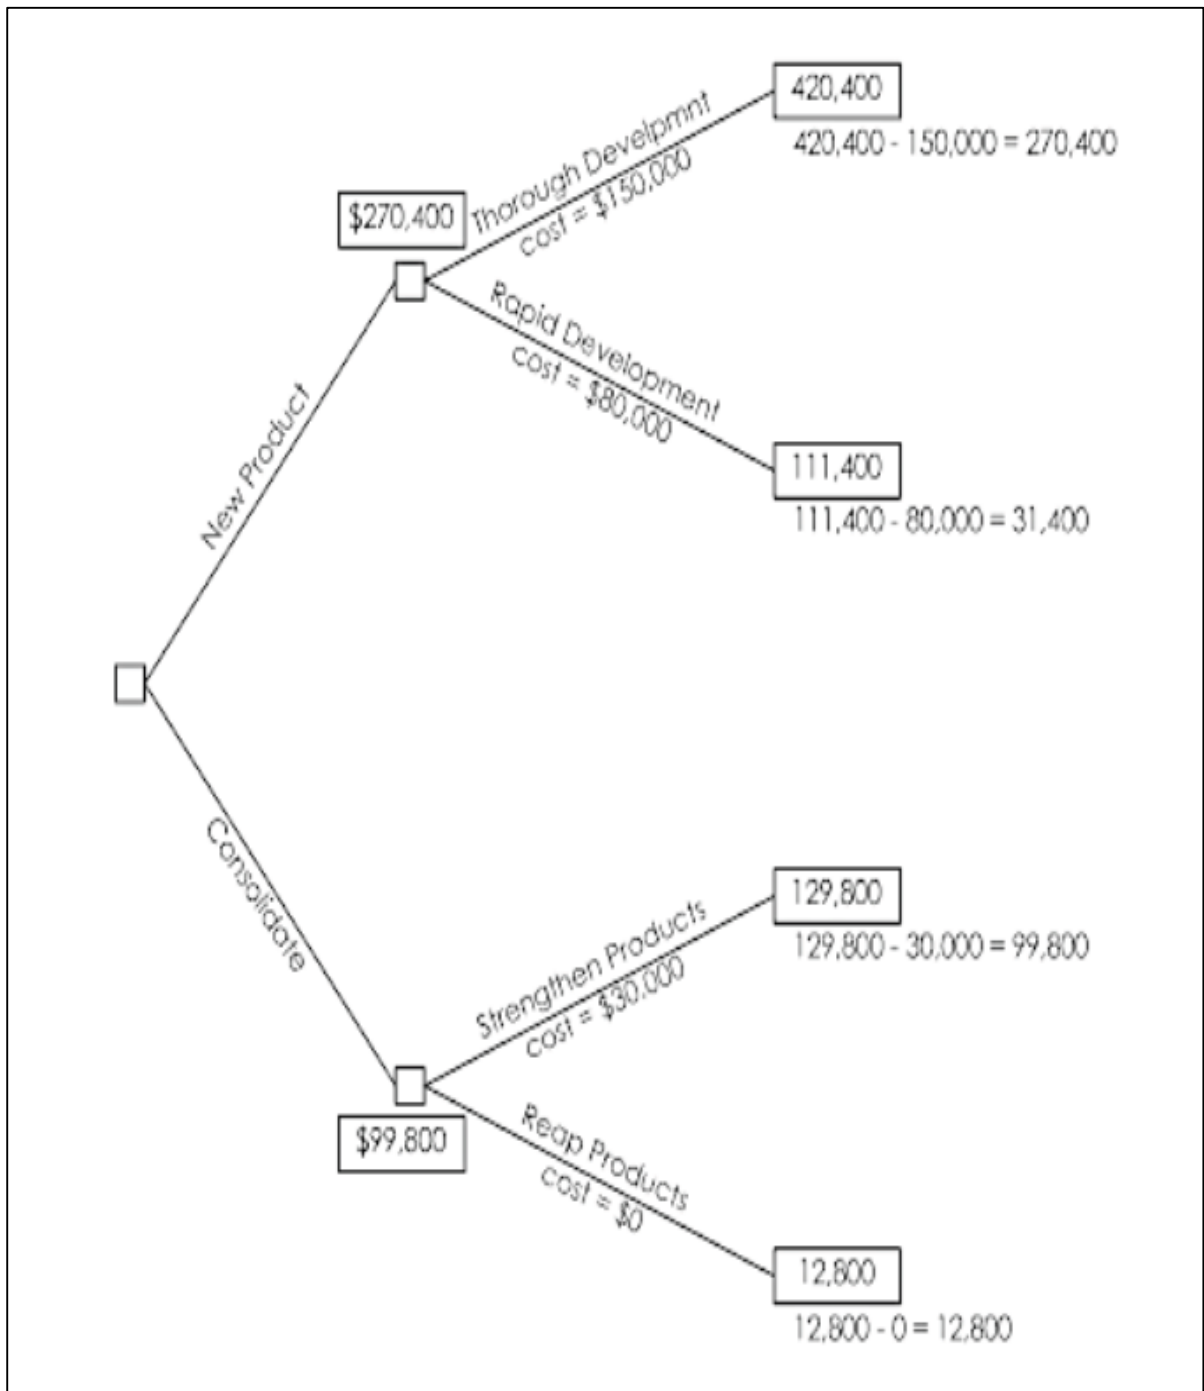 420,400
420,400 - 150,000 = 270,400
Thorough Develpmnt
cost = $150,000
$270,400
Rapid Development
cost = $80,000
111,400
111,400 - 80,000 = 31,400
New Product
Consolidate
129,800
129,800 - 30,000 = 99,800
Strengthen Products
cost = $30,000
$99,800
Reap Products
cost = $0
12,800
12,800 - 0 = 12,800